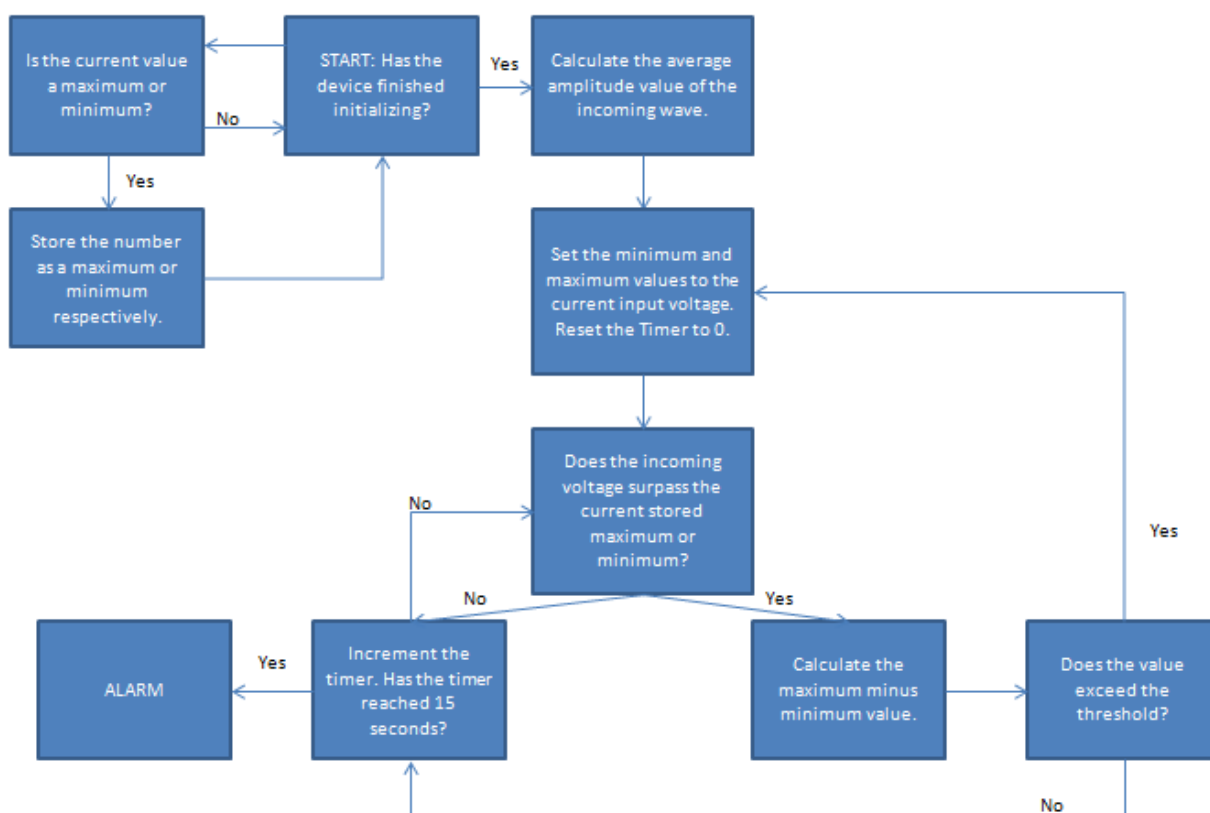 Is the current value
a maximum or
minimum?
No
Yes
START: Has the
device finished
initializing?
Yes
Calculate the average
amplitude value of the
incoming wave.
Store the number
as a maximum or
minimum
respectively.
Set the minimum and
maximum values to the
current input voltage.
Reset the Timer to 0.
Does the incoming
voltage surpass the
current stored
maximum or
minimum?
No
Yes
No
Yes
ALARM
Yes
Increment the
timer. Has the timer
reached 15
seconds?
Calculate the
maximum minus
minimum value.
Does the value
exceed the
threshold?
No